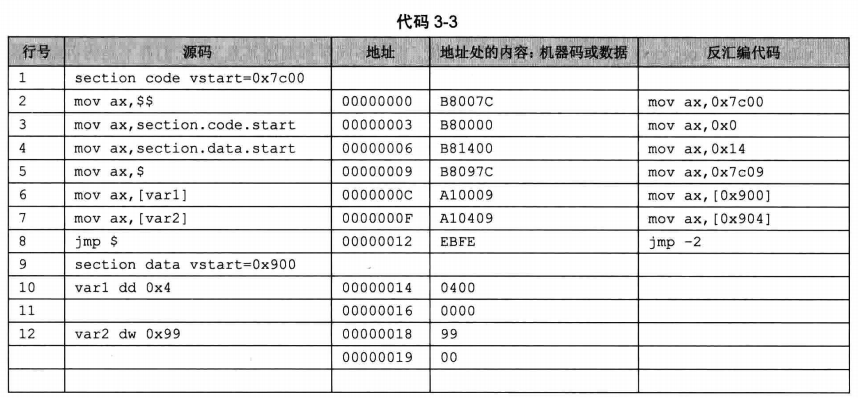 代码 3-3
行号 源码 地址 地址处的内容：机器码或数据 反汇编代码
1 section code vstart=0x7c00
2 mov ax,$$ 00000000 B8007C mov ax,0x7c00
3 mov ax,section.code.start 00000003 B80000 mov ax,0x0
4 mov ax,section.data.start 00000006 B81400 mov ax,0x14
5 mov ax,$ 00000009 B8097C mov ax,0x7c09
6 mov ax,[var1] 0000000C A10009 mov ax,[0x900]
7 mov ax,[var2] 0000000F A10409 mov ax,[0x904]
8 jmp $ 00000012 EBFE jmp -2
9 section data vstart=0x900
10 var1 dd 0x4 00000014 0400
11 00000016 0000
12 var2 dw 0x99 00000018 99
00000019 00